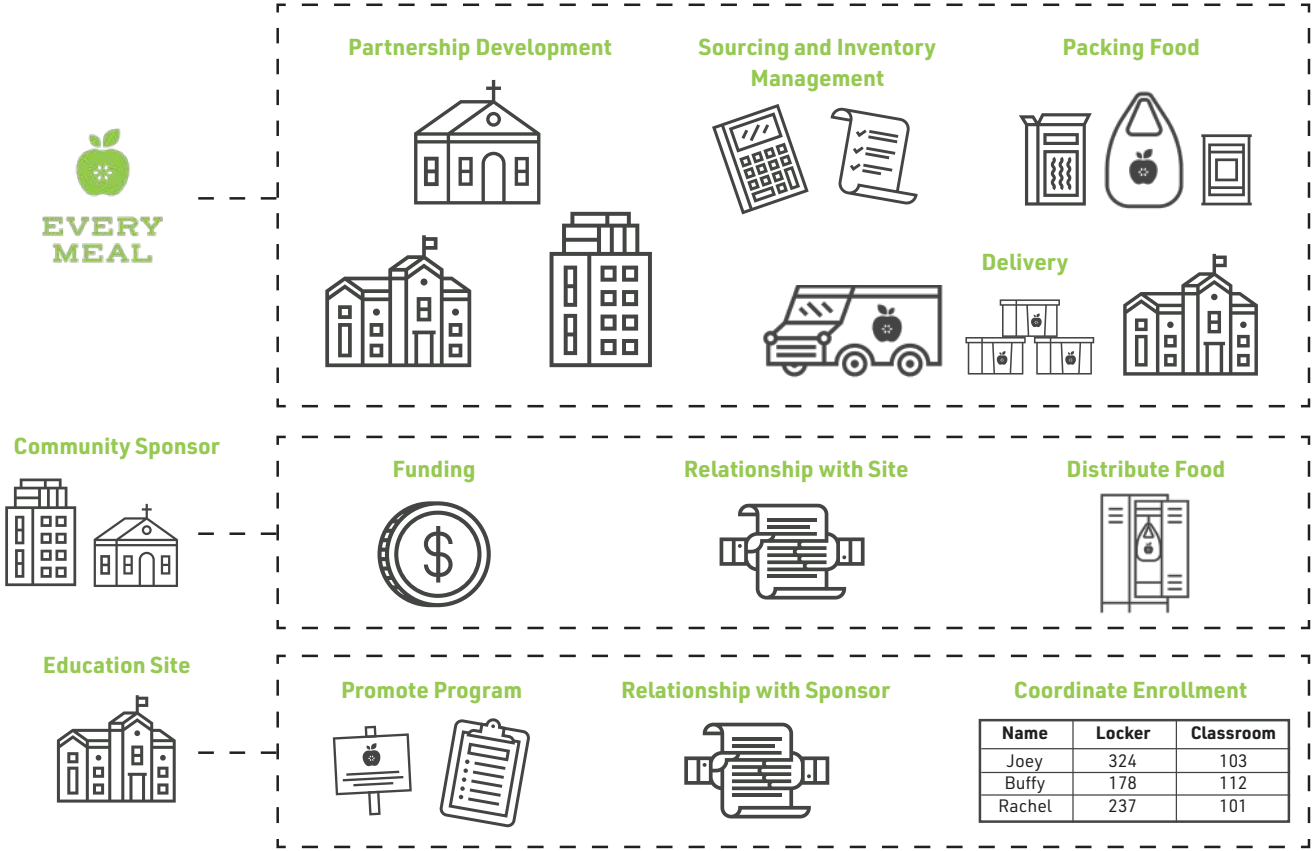 EVERY
MEAL
Partnership Development
Sourcing and Inventory
Management
Packing Food
Delivery
Community Sponsor
Funding
$
Relationship with Site
Distribute Food
Education Site
Promote Program
Relationship with Sponsor
Coordinate Enrollment
Name Locker Classroom
Joey 324 103
Buffy 178 112
Rachel 237 101